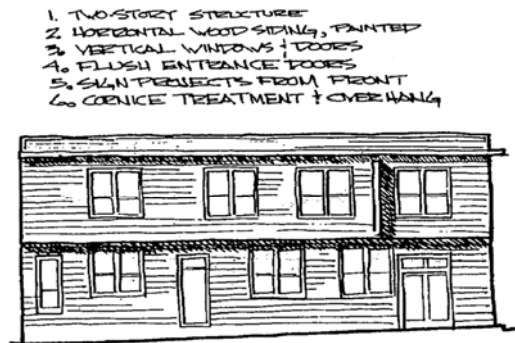 1. TWO-STORY STRUCTURE
2. HORIZONTAL WOOD SIDING, PAINTED
3. VERTICAL WINDOWS & DOORS
4. FLUSH ENTRANCE DOORS
5. SIGN PROJECTS FROM FRONT
6. CORNICE TREATMENT & OVERHANG